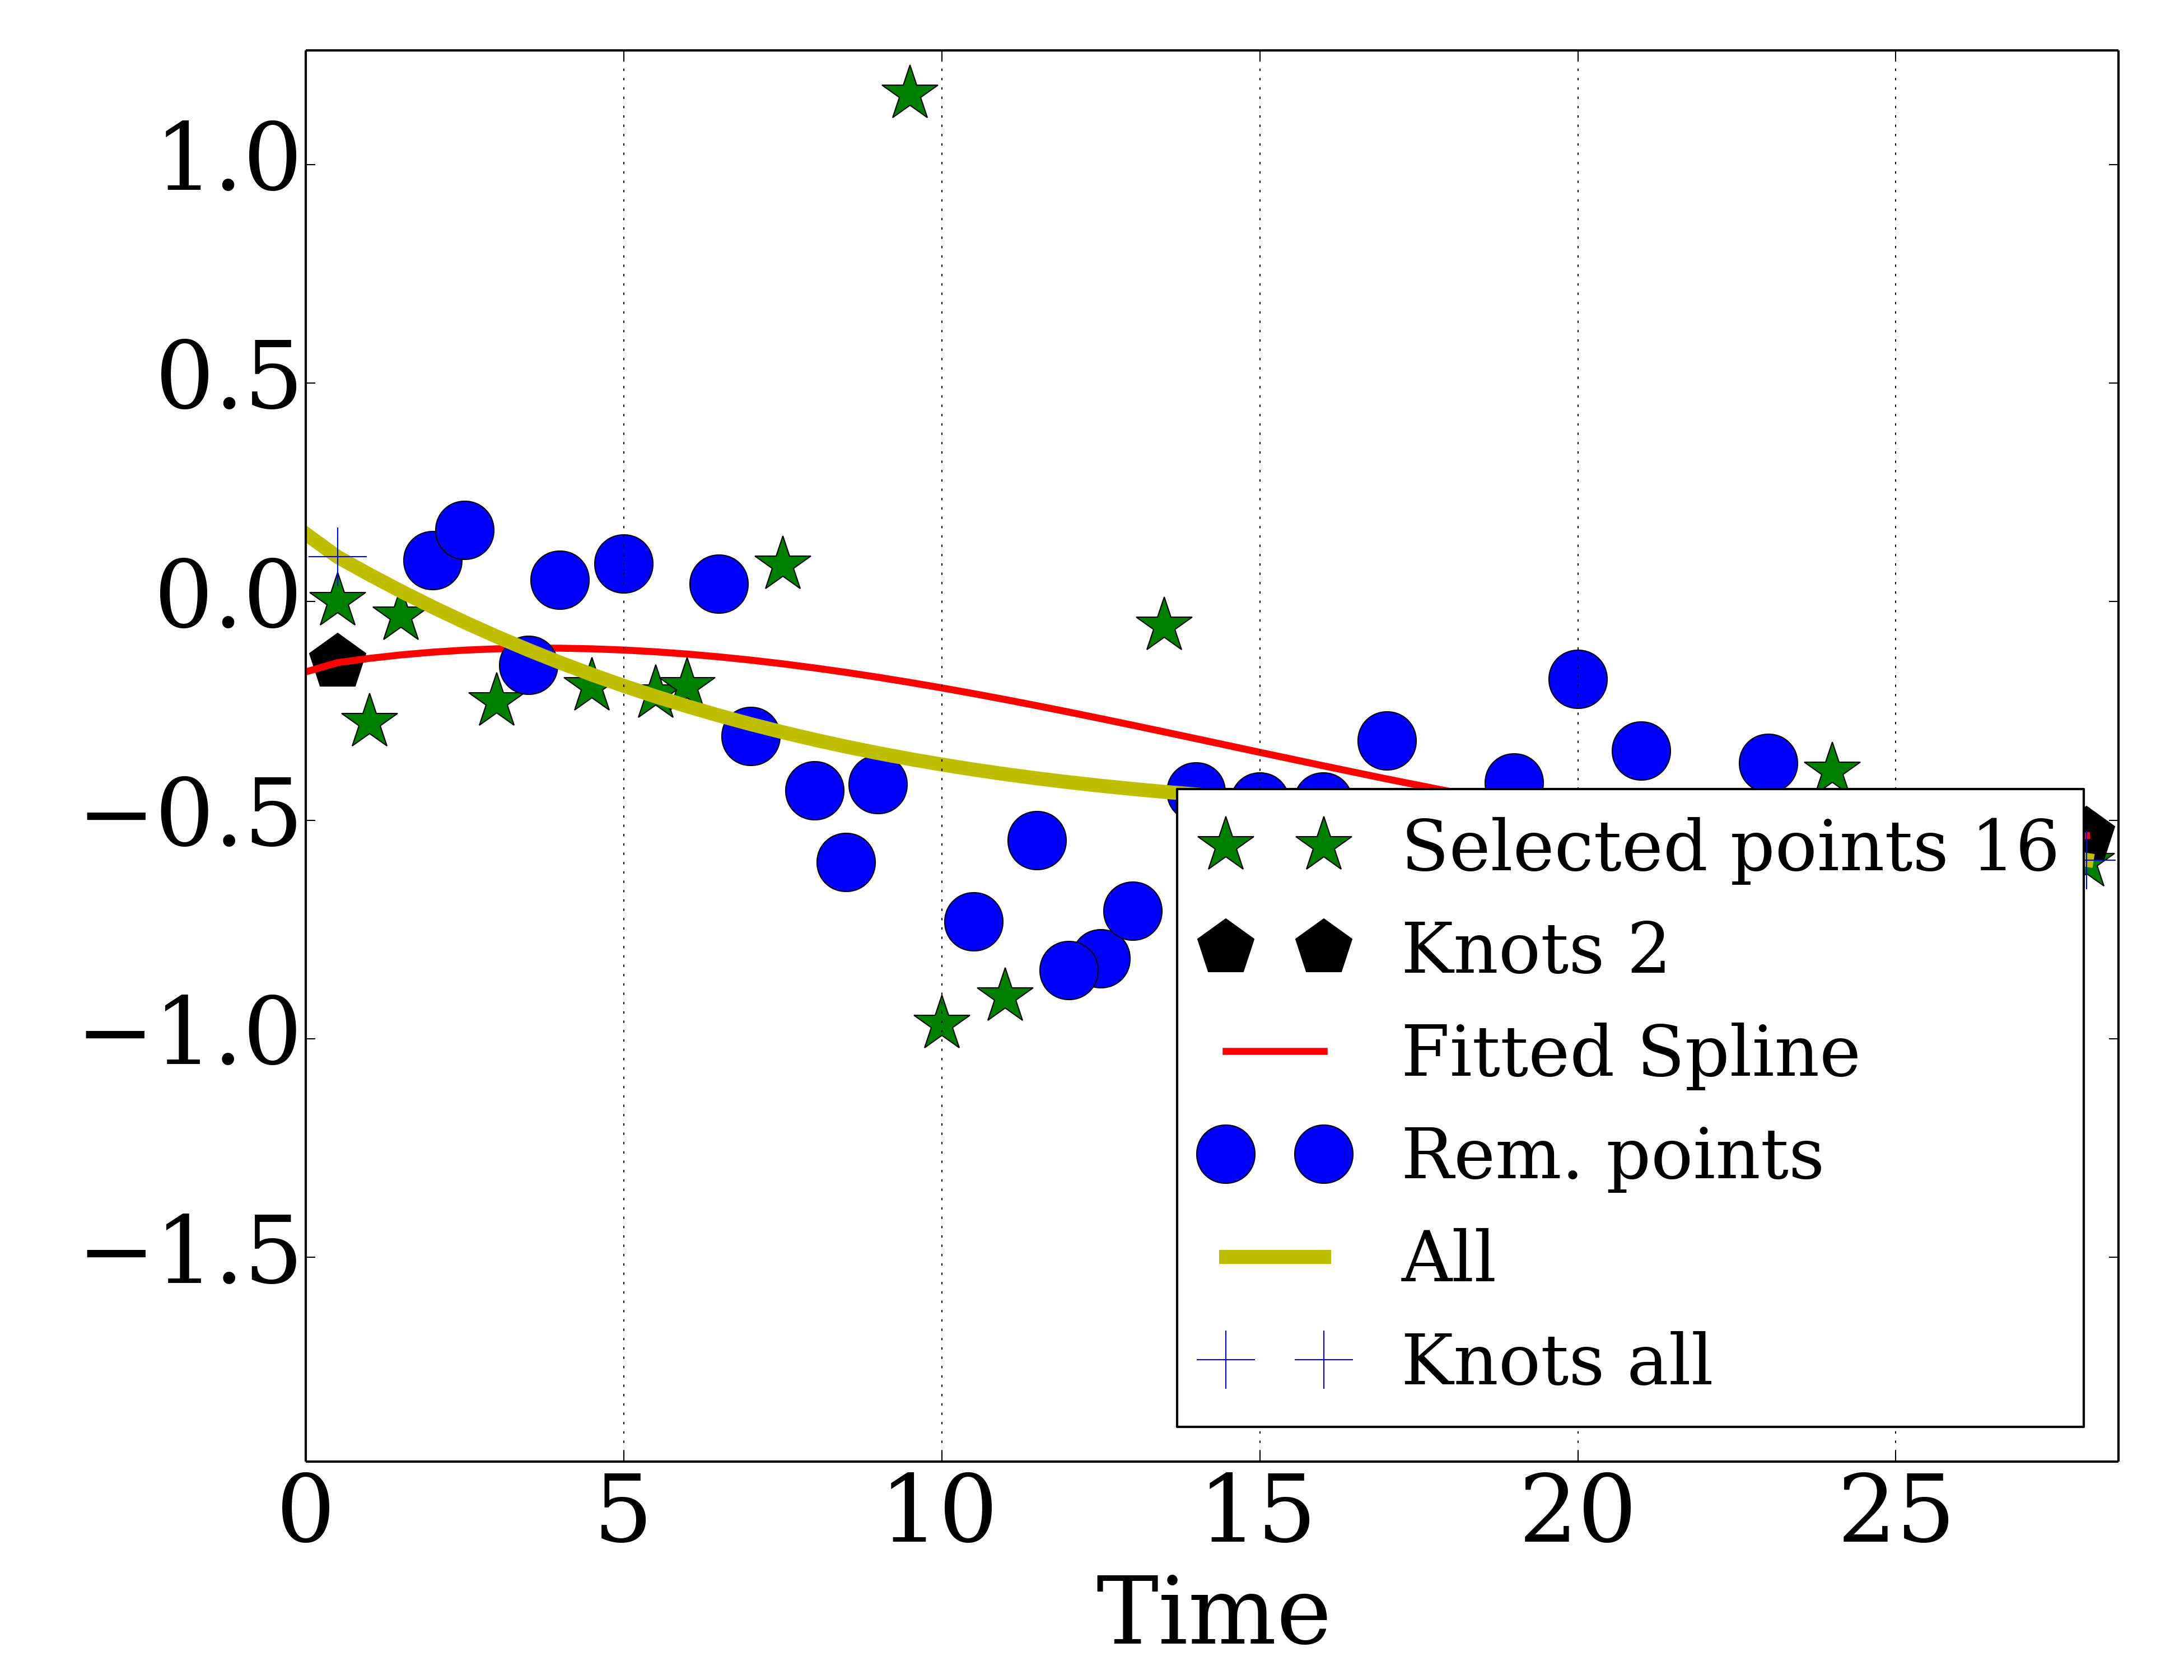 1.0
0.5
0.0
−0.5
−1.0
−1.5
Selected points 16
Knots 2
Fitted Spline
Rem. points
All
Knots all
0 5 10 15 20 25
Time